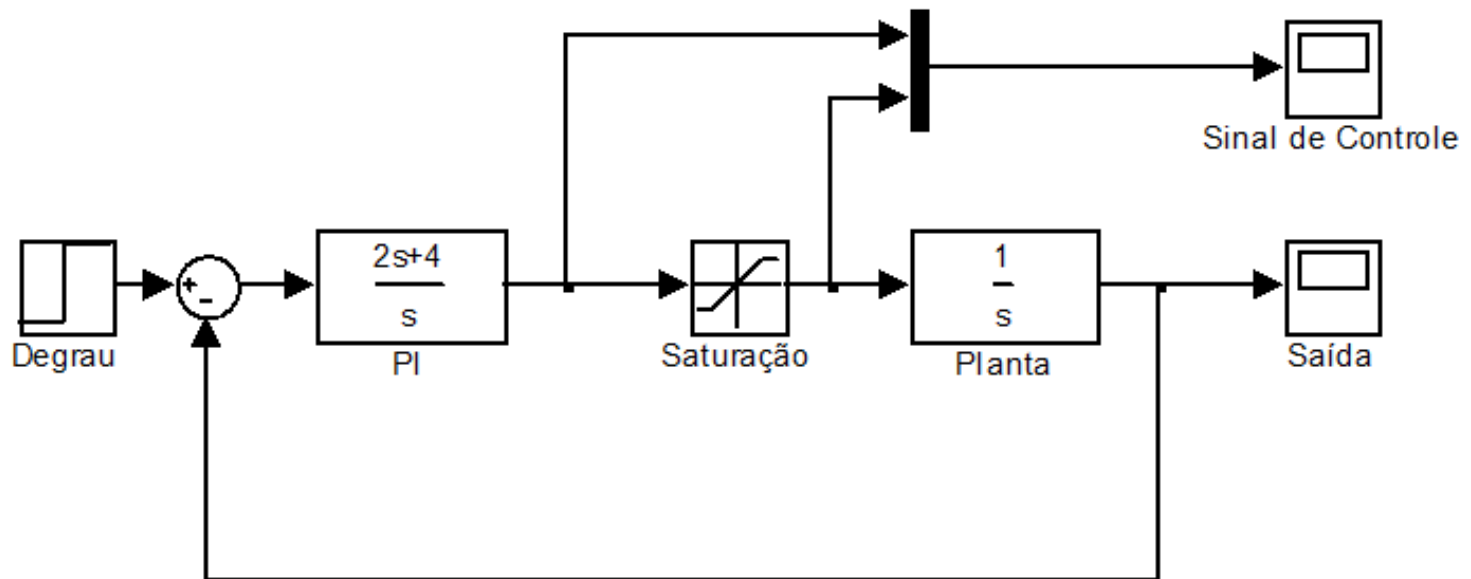 Sinal de Controle
2s+4
s
1
s
+
-
Degrau
PI
Saturação
Planta
Saída